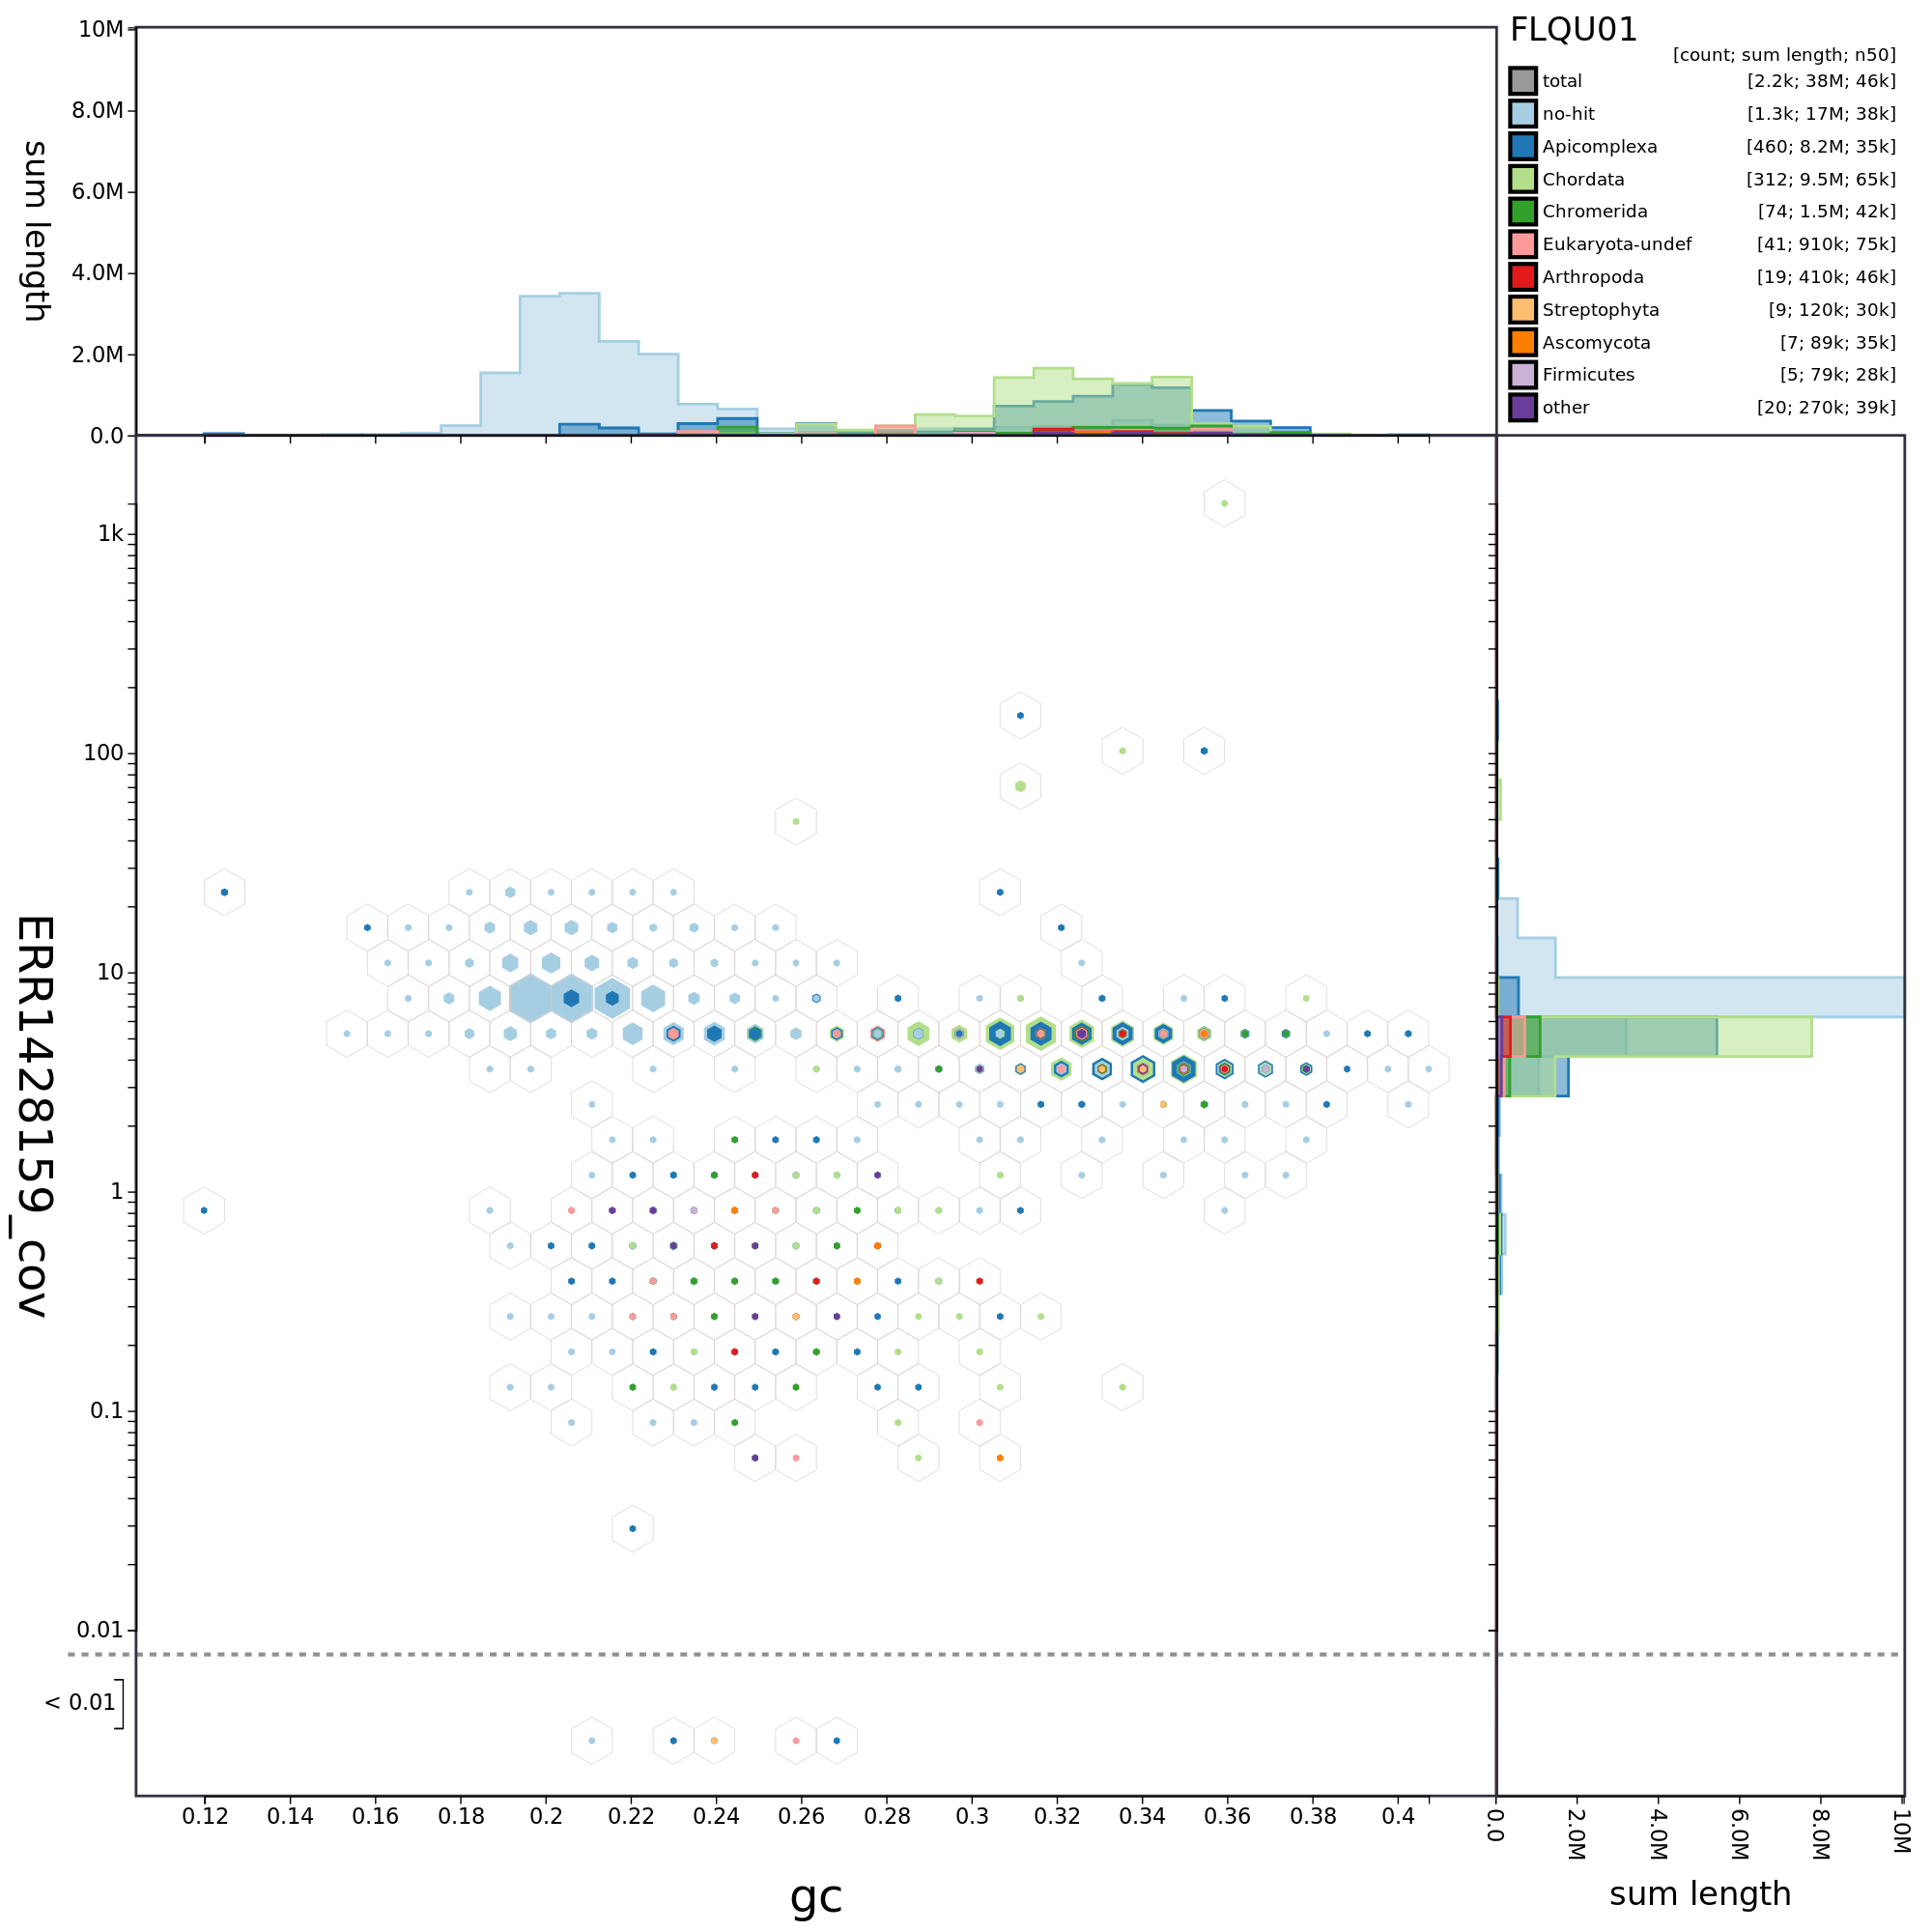 FLQU01
[count; sum length; n50]
total [2.2k; 38M; 46k]
no-hit [1.3k; 17M; 38k]
Apicomplexa [460; 8.2M; 35k]
Chordata [312; 9.5M; 65k]
Chromerida [74; 1.5M; 42k]
Eukaryota-undef [41; 910k; 75k]
Arthropoda [19; 410k; 46k]
Streptophyta [9; 120k; 30k]
Ascomycota [7; 89k; 35k]
Firmicutes [5; 79k; 28k]
other [20; 270k; 39k]
sum length
10M
8.0M
6.0M
4.0M
2.0M
0.0
ERR1428159_cov
1k
100
10
1
0.1
0.01
< 0.01
0.12 0.14 0.16 0.18 0.2 0.22 0.24 0.26 0.28 0.3 0.32 0.34 0.36 0.38 0.4
gc
0.0 2.0M 4.0M 6.0M 8.0M 10M
sum length